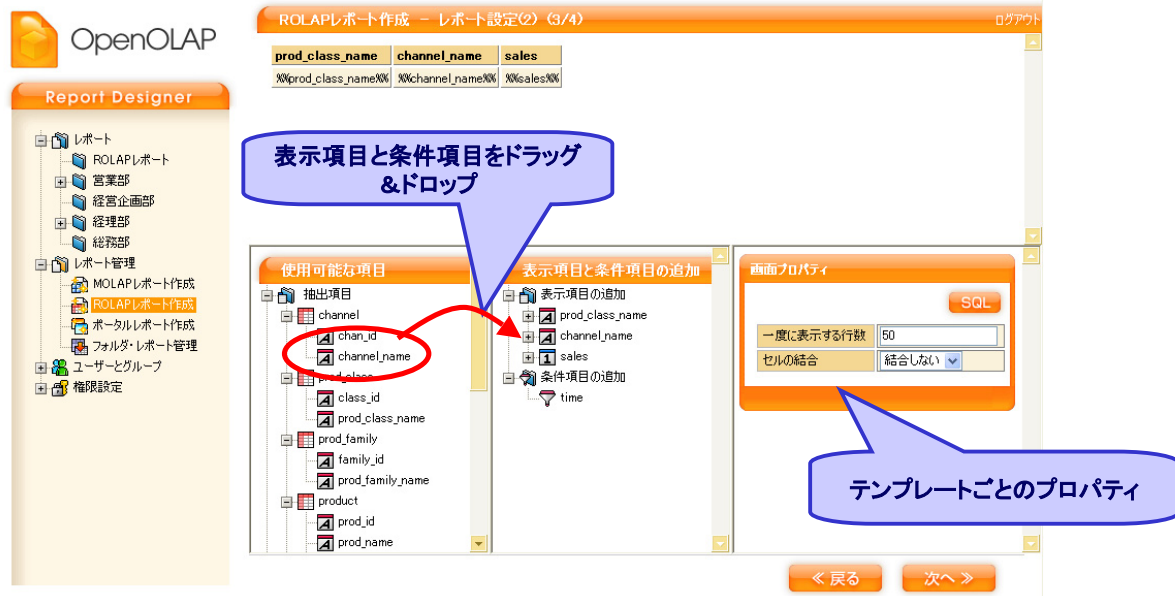 OpenOLAP
Report Designer
レポート
ROLAPレポート
営業部
経営企画部
経理部
総務部
レポート管理
MOLAPレポート作成
ROLAPレポート作成
ポータルレポート作成
フォルダ・レポート管理
ユーザーとグループ
権限設定
ROLAPレポート作成 － レポート設定(2) (3/4)
ログアウト
prod_class_name channel_name sales
%%prod_class_name%% %%channel_name%% %%sales%%
表示項目と条件項目をドラッグ
&ドロップ
使用可能な項目
抽出項目
channel
chan_id
channel_name
prod_class
class_id
prod_class_name
prod_family
family_id
prod_family_name
product
prod_id
prod_name
表示項目と条件項目の追加
表示項目の追加
prod_class_name
channel_name
sales
条件項目の追加
time
画面プロパティ
SQL
一度に表示する行数 50
セルの結合 結合しない
テンプレートごとのプロパティ
≪ 戻る
次へ ≫